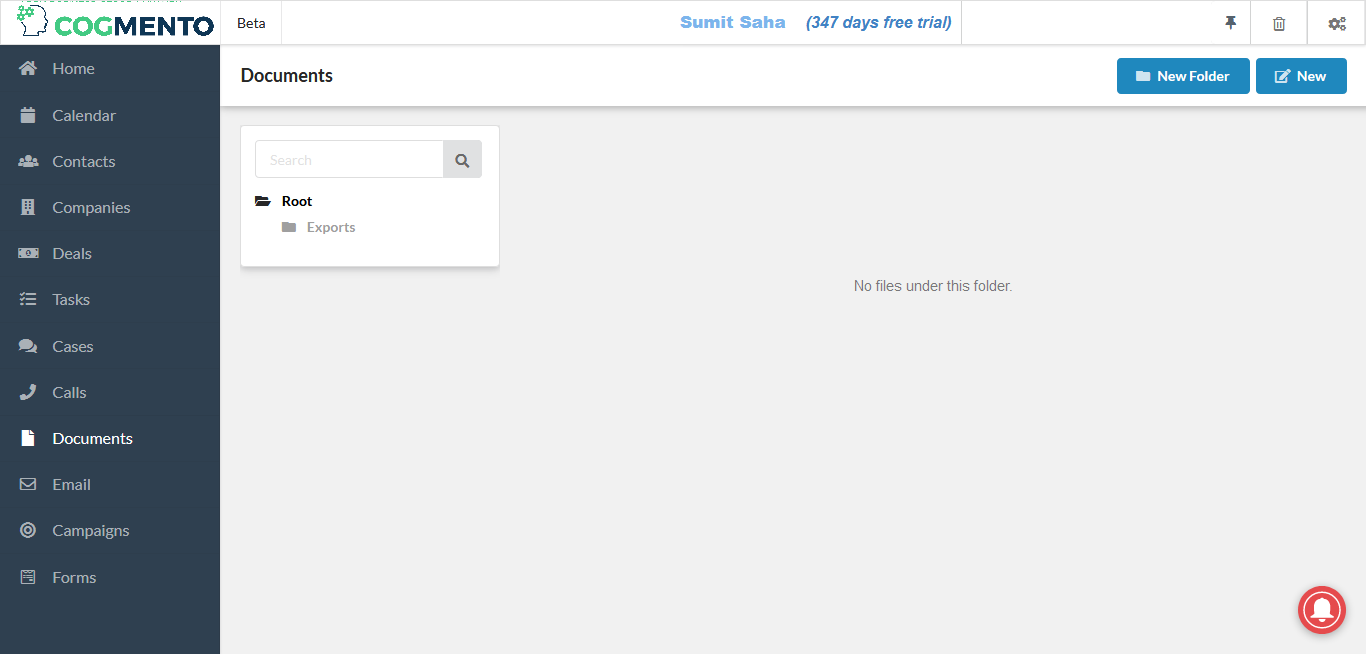 COGMENTO
Beta
Sumit Saha (347 days free trial)
Home
Calendar
Contacts
Companies
Deals
Tasks
Cases
Calls
Documents
Email
Campaigns
Forms
Documents
New Folder
New
Search
Root
Exports
No files under this folder.